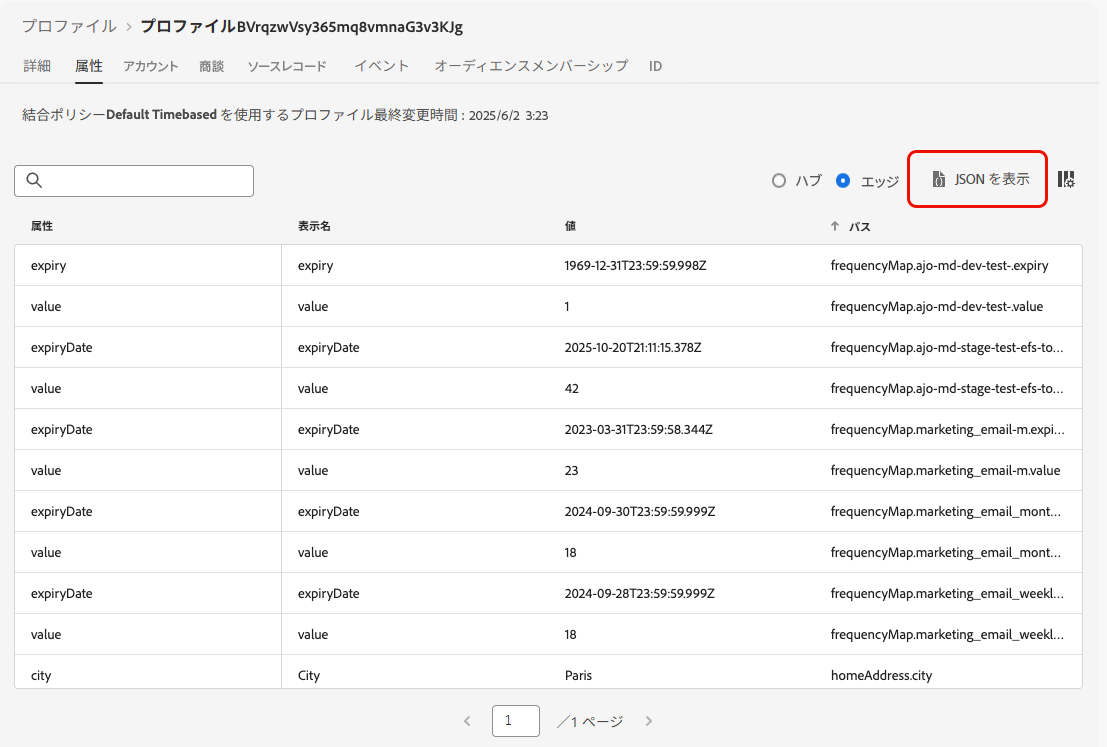 プロファイル › プロファイルBVrqzwVsy365mq8vmnaG3v3KJg
詳細 属性 アカウント 商談 ソースレコード イベント オーディエンスメンバーシップ ID
結合ポリシーDefault Timebased を使用するプロファイル最終変更時間 : 2025/6/2 3:23
ハブ エッジ JSON を表示
属性 表示名 値 ↑ パス
expiry expiry 1969-12-31T23:59:59.998Z frequencyMap.ajo-md-dev-test-.expiry
value value 1 frequencyMap.ajo-md-dev-test-.value
expiryDate expiryDate 2025-10-20T21:11:15.378Z frequencyMap.ajo-md-stage-test-efs-to...
value value 42 frequencyMap.ajo-md-stage-test-efs-to...
expiryDate expiryDate 2023-03-31T23:59:58.344Z frequencyMap.marketing_email-m.expi...
value value 23 frequencyMap.marketing_email-m.value
expiryDate expiryDate 2024-09-30T23:59:59.999Z frequencyMap.marketing_email_mont...
value value 18 frequencyMap.marketing_email_mont...
expiryDate expiryDate 2024-09-28T23:59:59.999Z frequencyMap.marketing_email_weekl...
value value 18 frequencyMap.marketing_email_weekl...
city City Paris homeAddress.city
‹ 1 ／1 ページ ›